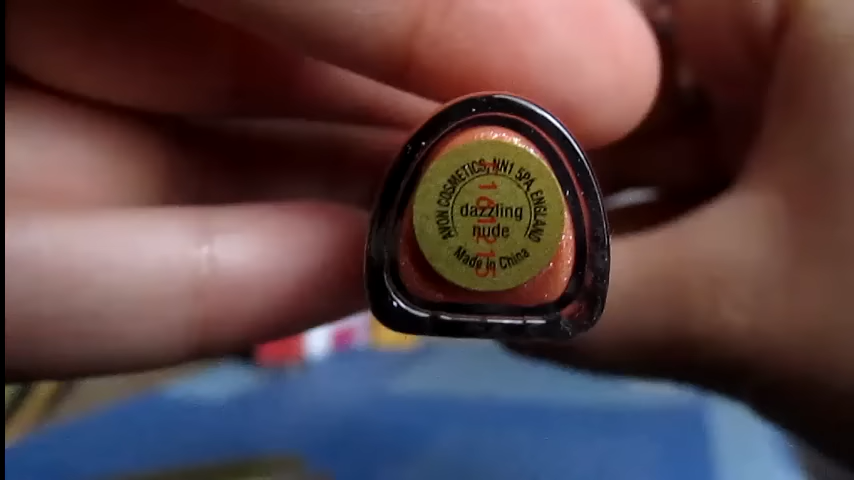 AVON COSMETICS, NN1 5PA, ENGLAND
dazzling
nude
Made in China